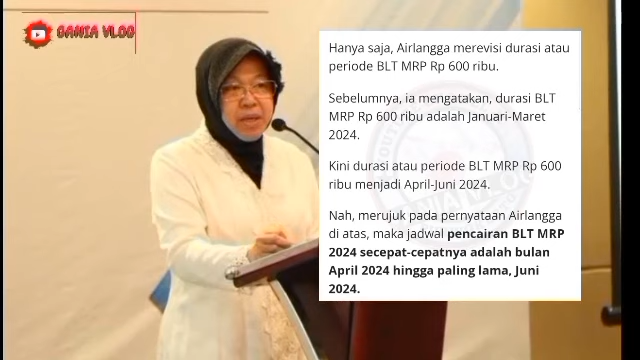 GANIA VLOG
Hanya saja, Airlangga merevisi durasi atau
periode BLT MRP Rp 600 ribu.
Sebelumnya, ia mengatakan, durasi BLT
MRP Rp 600 ribu adalah Januari-Maret
2024.
Kini durasi atau periode BLT MRP Rp 600
ribu menjadi April-Juni 2024.
Nah, merujuk pada pernyataan Airlangga
di atas, maka jadwal pencairan BLT MRP
2024 secepat-cepatnya adalah bulan
April 2024 hingga paling lama, Juni
2024.